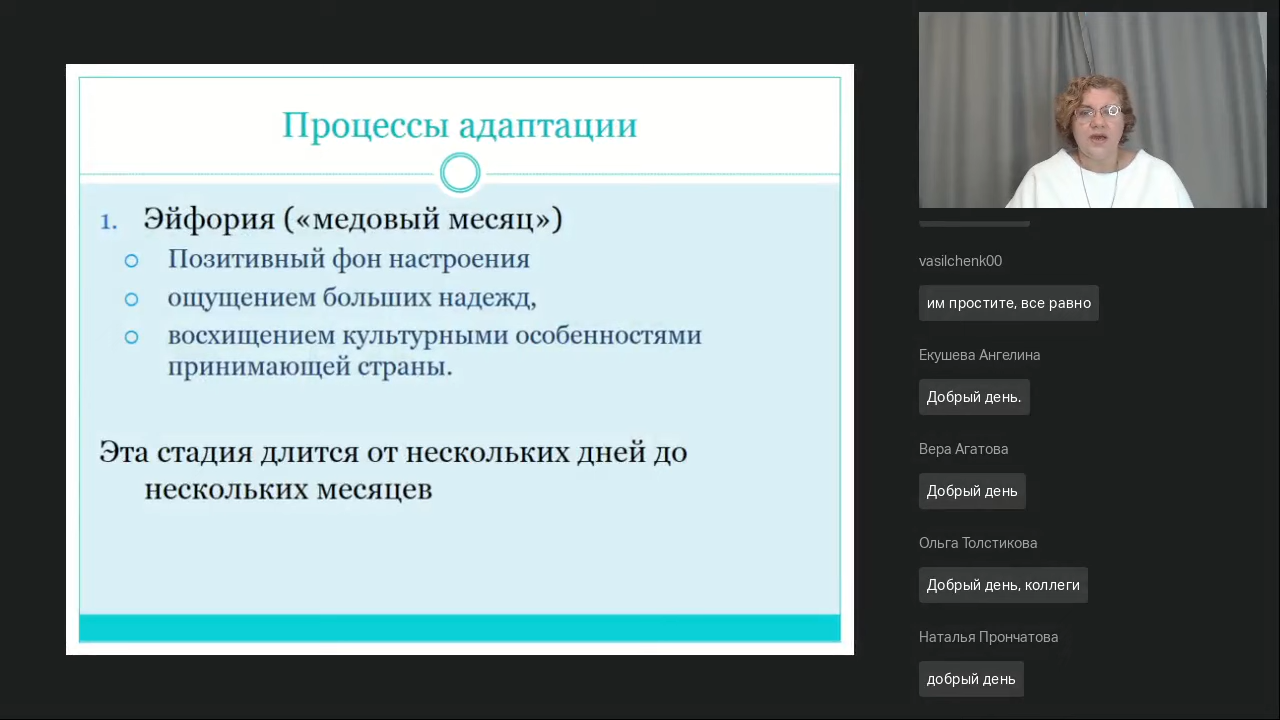 Процессы адаптации
1. Эйфория («медовый месяц»)
Позитивный фон настроения
ощущением больших надежд,
восхищением культурными особенностями
принимающей страны.
Эта стадия длится от нескольких дней до
нескольких месяцев
vasilchenk00
им простите, все равно
Екушева Ангелина
Добрый день.
Вера Агатова
Добрый день
Ольга Толстикова
Добрый день, коллеги
Наталья Прончатова
добрый день